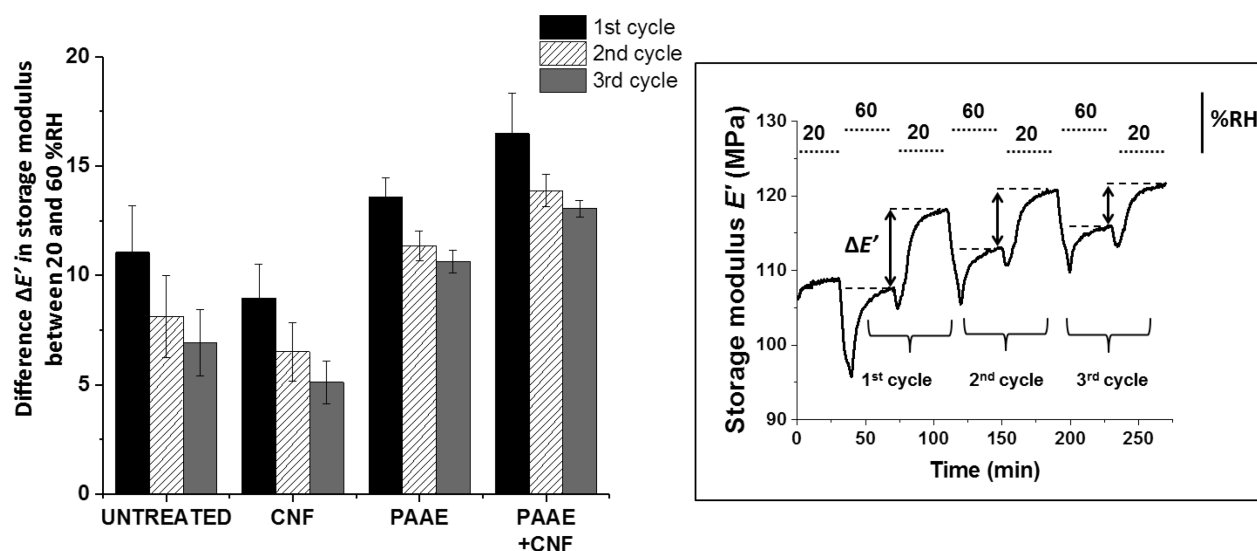 Difference ΔE' in storage modulus
between 20 and 60 %RH
20
15
10
5
0
1st cycle
2nd cycle
3rd cycle
UNTREATED
CNF
PAAE
PAAE
+CNF
Storage modulus E' (MPa)
130
120
110
100
90
%RH
60
60
60
20
20
20
20
ΔE'
1st cycle
2nd cycle
3rd cycle
0
50
100
150
200
250
Time (min)